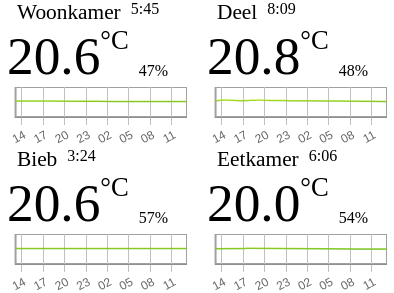 Woonkamer 5:45
20.6°C
47%
14 17 20 23 02 05 08 11
Deel 8:09
20.8°C
48%
14 17 20 23 02 05 08 11
Bieb 3:24
20.6°C
57%
14 17 20 23 02 05 08 11
Eetkamer 6:06
20.0°C
54%
14 17 20 23 02 05 08 11